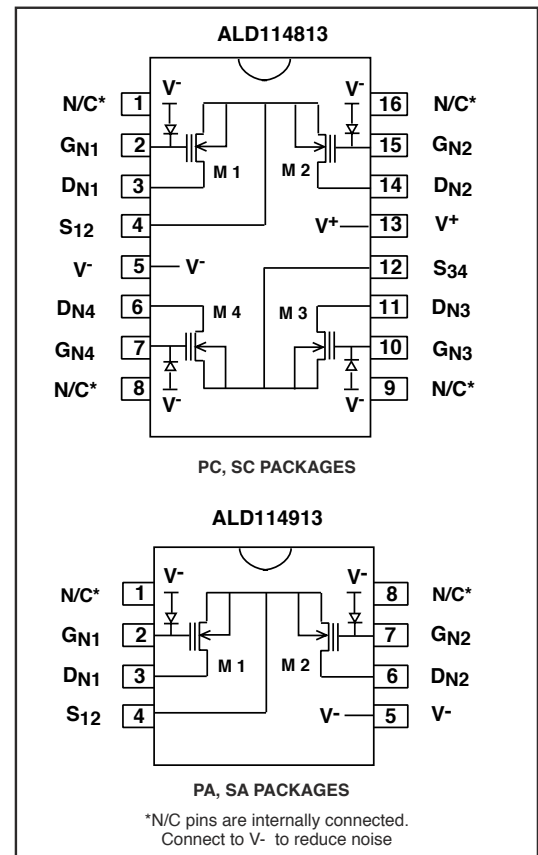 ALD114813
N/C* 1 V- V- 16 N/C*
GN1 2 15 GN2
DN1 3 M 1 M 2 14 DN2
S12 4 V+ 13 V+
V- 5 V- 12 S34
DN4 6 M 4 M 3 11 DN3
GN4 7 10 GN3
N/C* 8 V- V- 9 N/C*
PC, SC PACKAGES
ALD114913
N/C* 1 V- V- 8 N/C*
GN1 2 7 GN2
DN1 3 M 1 M 2 6 DN2
S12 4 V- 5 V-
PA, SA PACKAGES
*N/C pins are internally connected.
Connect to V- to reduce noise